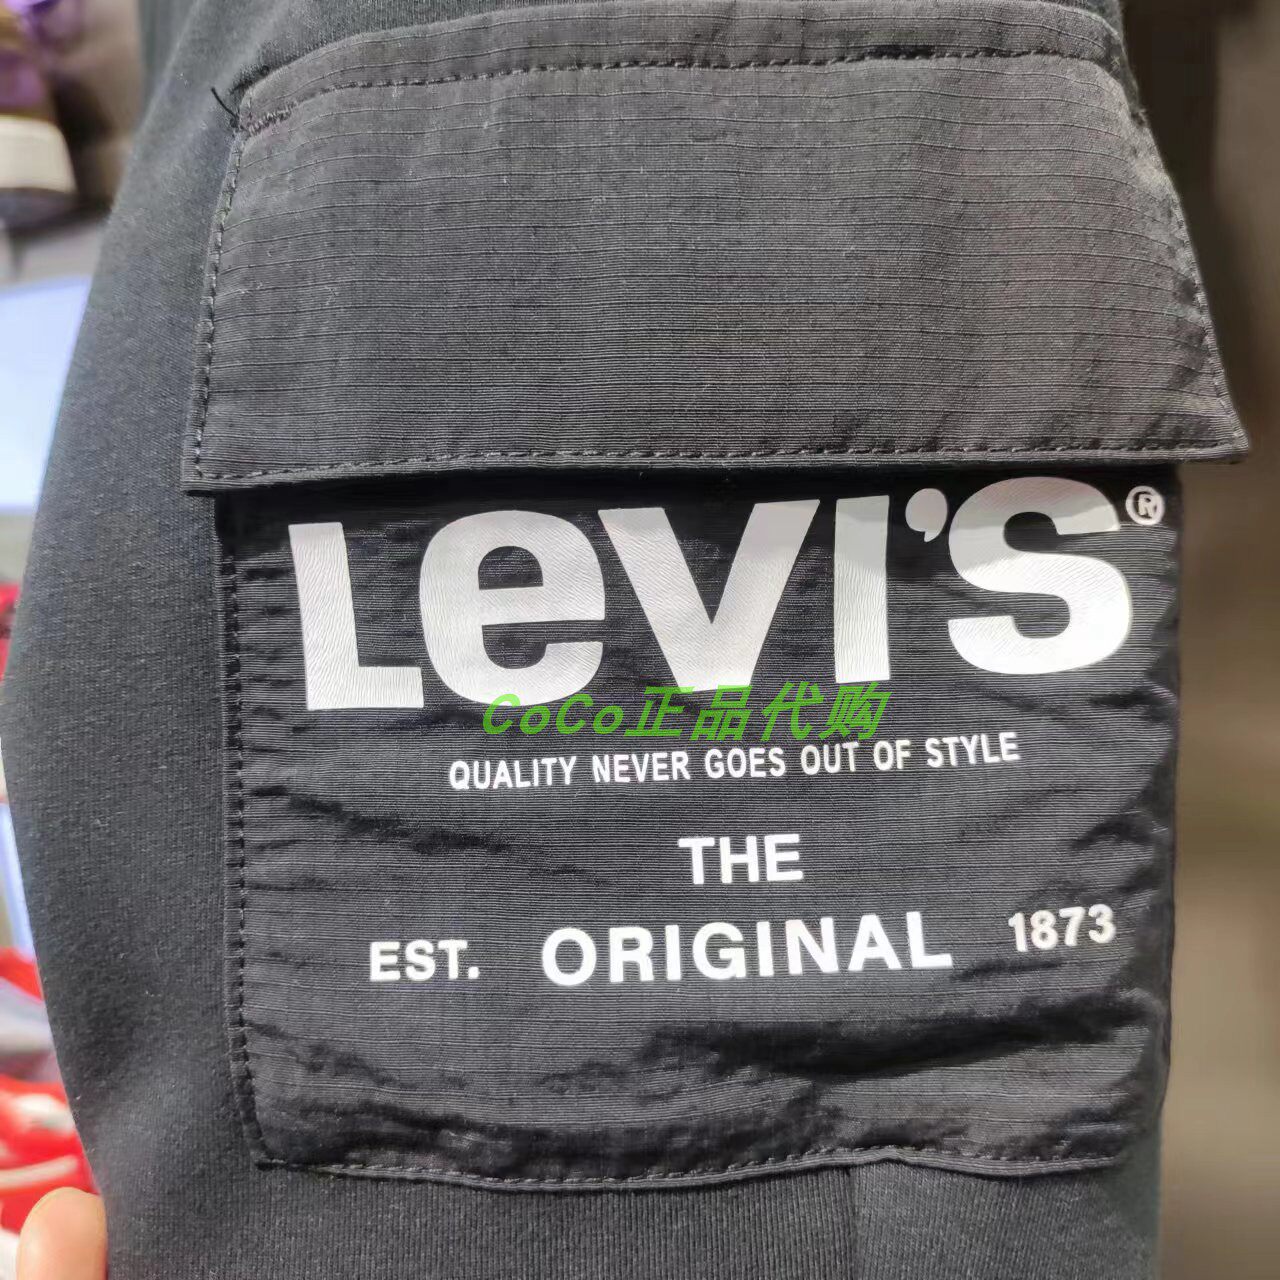 Levi's®
CoCo正品代购
QUALITY NEVER GOES OUT OF STYLE
THE
EST. ORIGINAL 1873